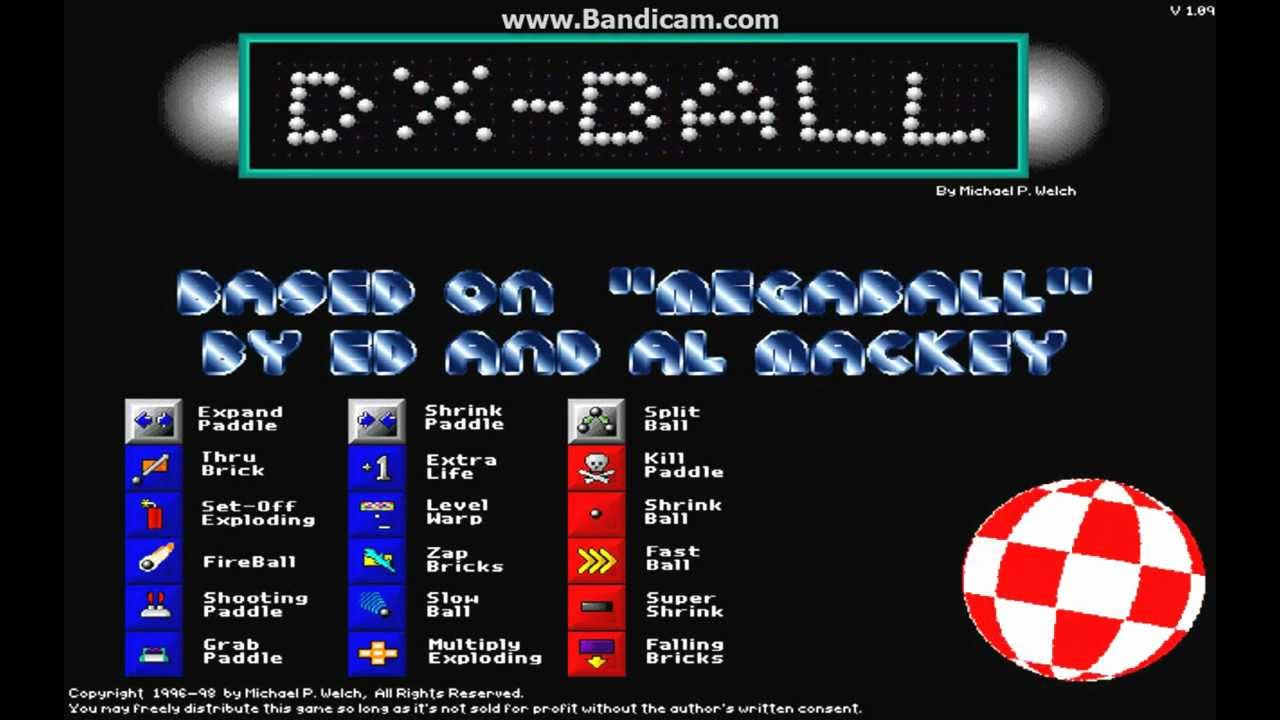 www.Bandicam.com
V 1.09
DX-BALL
By Michael P. Welch
BASED ON "MEGABALL"
BY ED AND AL MACKEY
Expand
Paddle
Shrink
Paddle
Split
Ball
Thru
Brick
+1
Extra
Life
Kill
Paddle
Set-Off
Exploding
Level
Warp
Shrink
Ball
FireBall
Zap
Bricks
Fast
Ball
Shooting
Paddle
Slow
Ball
Super
Shrink
Grab
Paddle
Multiply
Exploding
Falling
Bricks
Copyright 1996-98 by Michael P. Welch, All Rights Reserved.
You may freely distribute this game so long as it's not sold for profit without the author's written consent.